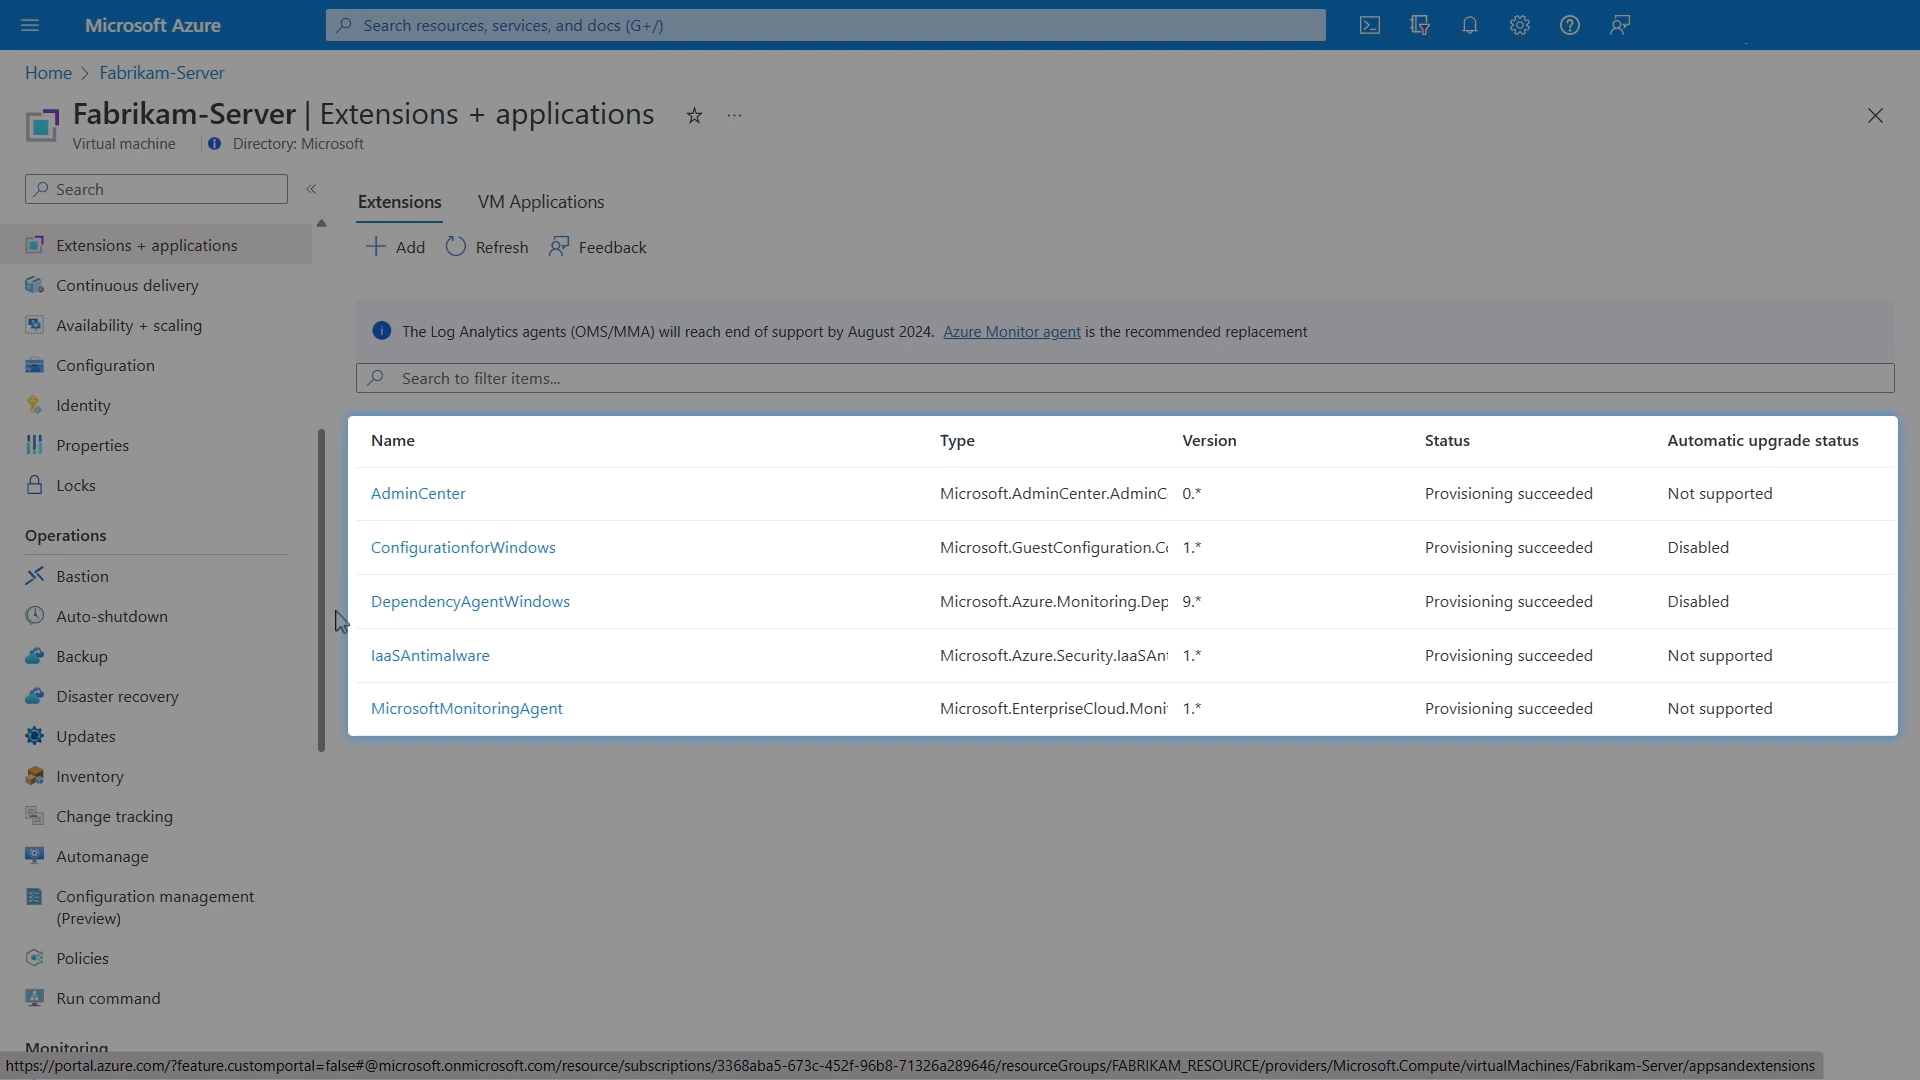 Microsoft Azure
Search resources, services, and docs (G+/)
Home > Fabrikam-Server
Fabrikam-Server | Extensions + applications
Virtual machine
Directory: Microsoft
Search
Extensions + applications
Continuous delivery
Availability + scaling
Configuration
Identity
Properties
Locks
Operations
Bastion
Auto-shutdown
Backup
Disaster recovery
Updates
Inventory
Change tracking
Automanage
Configuration management
(Preview)
Policies
Run command
Monitoring
Extensions VM Applications
Add Refresh Feedback
The Log Analytics agents (OMS/MMA) will reach end of support by August 2024. Azure Monitor agent is the recommended replacement
Search to filter items...
Name Type Version Status Automatic upgrade status
AdminCenter Microsoft.AdminCenter.AdminC 0.* Provisioning succeeded Not supported
ConfigurationforWindows Microsoft.GuestConfiguration.Co 1.* Provisioning succeeded Disabled
DependencyAgentWindows Microsoft.Azure.Monitoring.Dep 9.* Provisioning succeeded Disabled
IaaSAntimalware Microsoft.Azure.Security.IaaSAnt 1.* Provisioning succeeded Not supported
MicrosoftMonitoringAgent Microsoft.EnterpriseCloud.Moni 1.* Provisioning succeeded Not supported
https://portal.azure.com/?feature.customportal=false#@microsoft.onmicrosoft.com/resource/subscriptions/3368aba5-673c-452f-96b8-71326a289646/resourceGroups/FABRIKAM_RESOURCE/providers/Microsoft.Compute/virtualMachines/Fabrikam-Server/appsandextensions